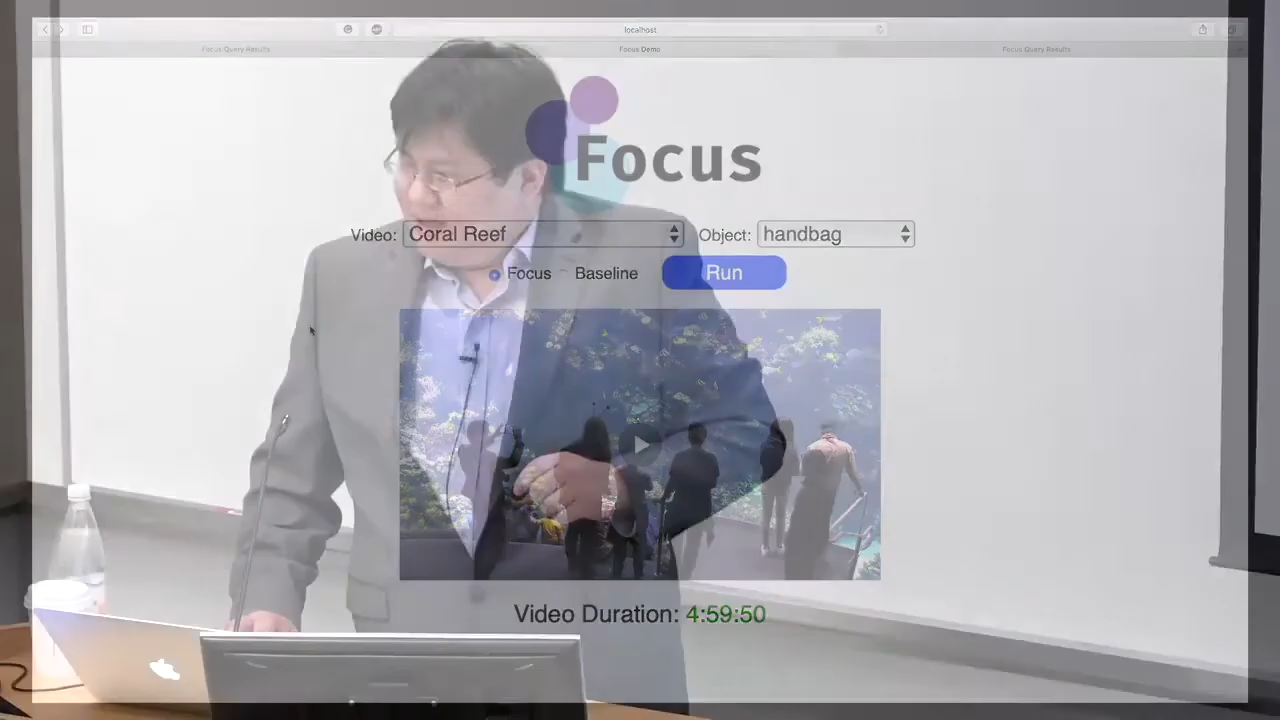 localhost
Focus Query Results
Focus Demo
Focus Query Results
Focus
Video: Coral Reef Object: handbag
Focus Baseline Run
Video Duration: 4:59:50